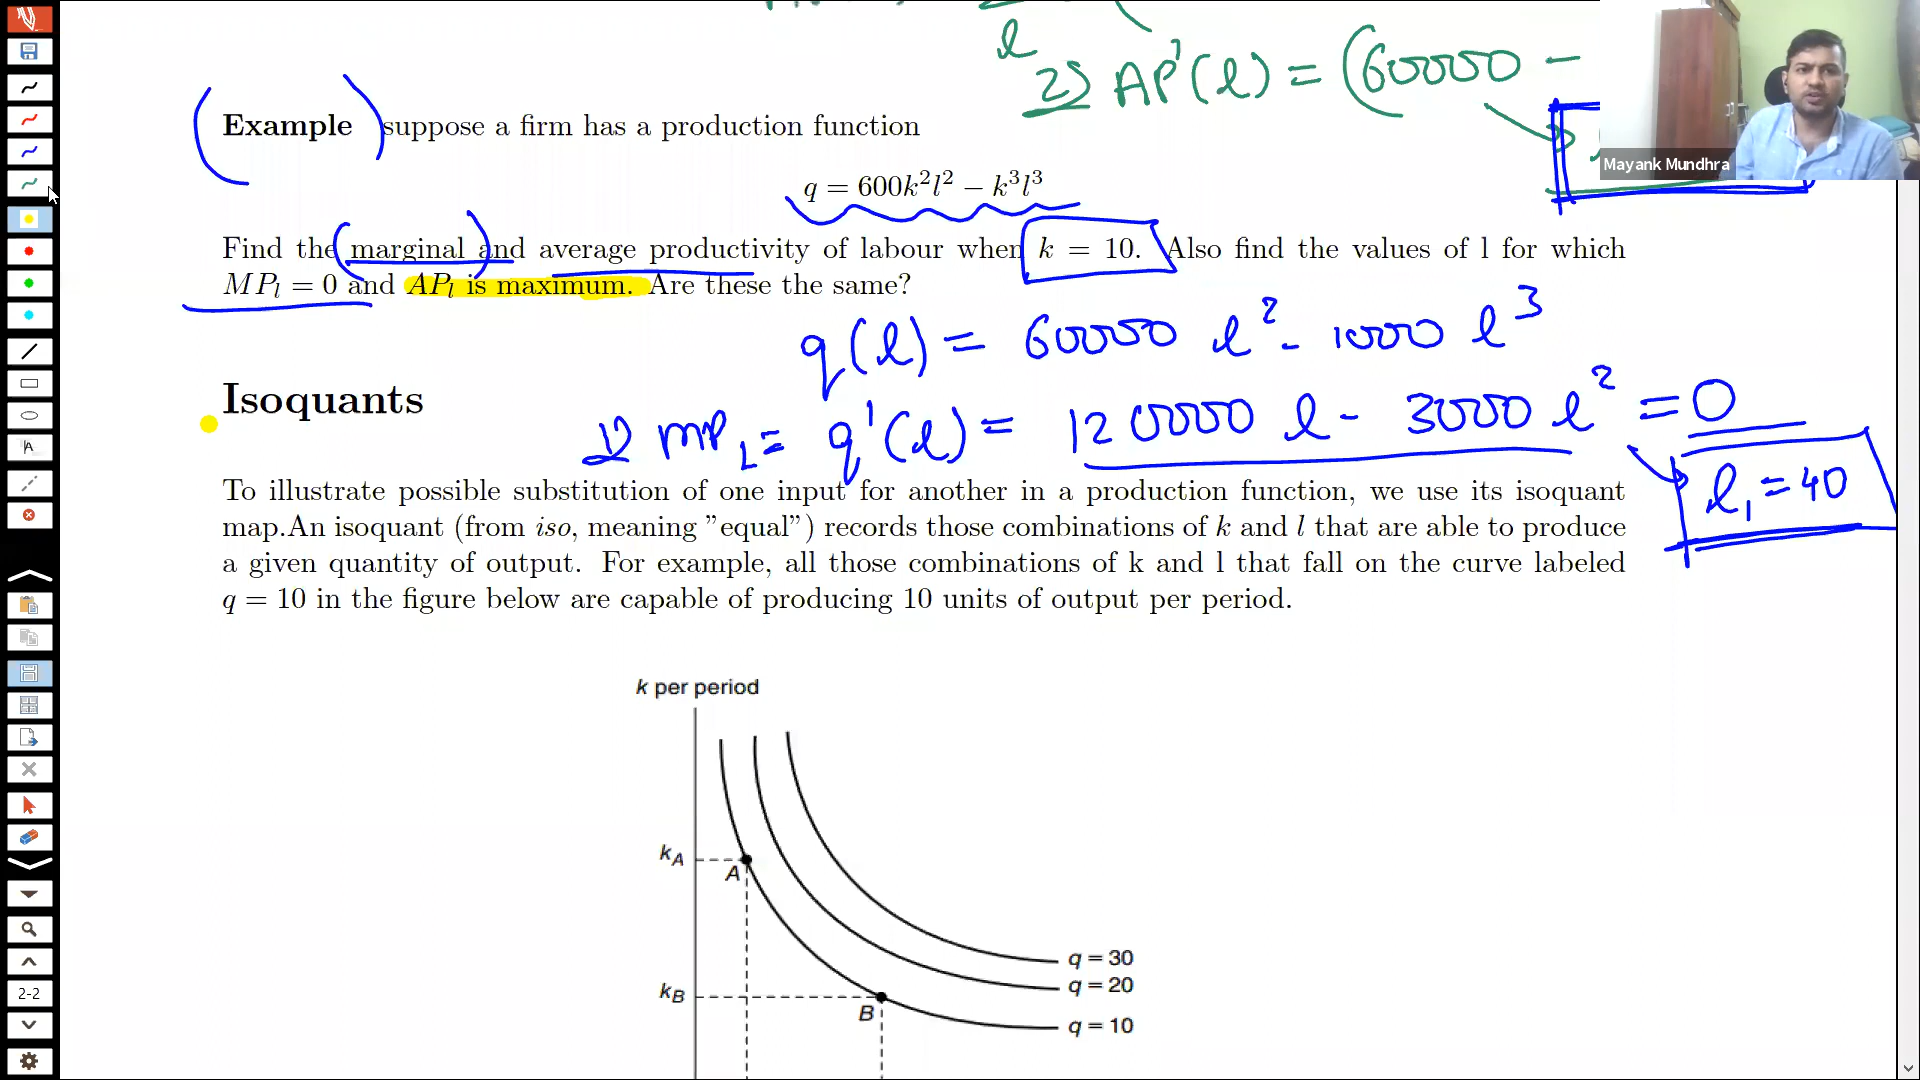 l
2) AP'(l) = (60000 -
Example suppose a firm has a production function
Mayank Mundhra
q = 600k²l² − k³l³
Find the marginal and average productivity of labour when k = 10. Also find the values of l for which
MPₗ = 0 and APₗ is maximum. Are these the same?
q(l) = 60000 l² - 1000 l³
Isoquants
1) MP_L = q'(l) = 120000 l - 3000 l² = 0
l₁ = 40
To illustrate possible substitution of one input for another in a production function, we use its isoquant
map.An isoquant (from iso, meaning ”equal”) records those combinations of k and l that are able to produce
a given quantity of output. For example, all those combinations of k and l that fall on the curve labeled
q = 10 in the figure below are capable of producing 10 units of output per period.
k per period
kA
A
q = 30
q = 20
kB
B
q = 10
A
2-2